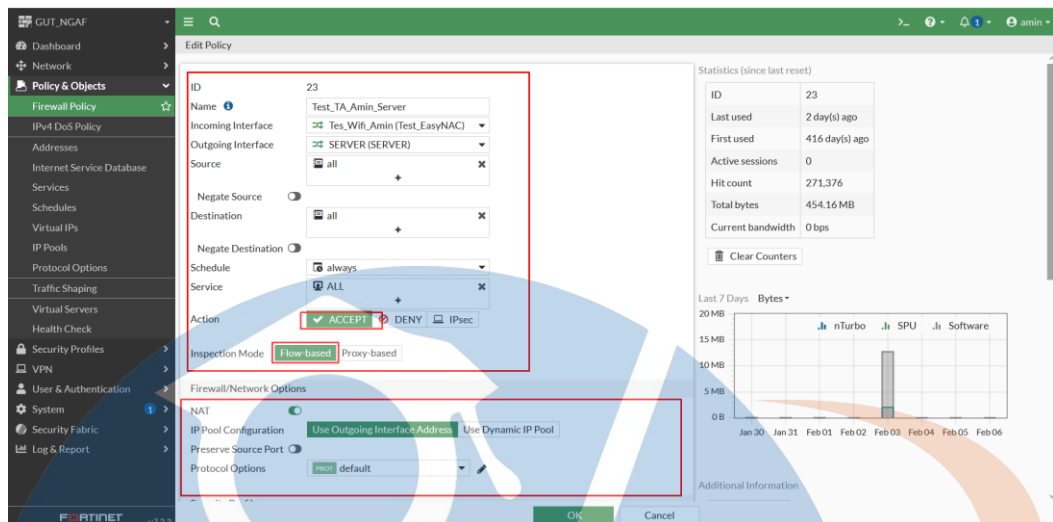 GUT_NGAF
amin
Dashboard
Network
Policy & Objects
Firewall Policy
IPv4 DoS Policy
Addresses
Internet Service Database
Services
Schedules
Virtual IPs
IP Pools
Protocol Options
Traffic Shaping
Virtual Servers
Health Check
Security Profiles
VPN
User & Authentication
System 1
Security Fabric
Log & Report
FORTINET
>_ ? 1
Edit Policy
ID 23
Name Test_TA_Amin_Server
Incoming Interface Tes_Wifi_Amin (Test_EasyNAC)
Outgoing Interface SERVER (SERVER)
Source all
+
Negate Source
Destination all
+
Negate Destination
Schedule always
Service ALL
+
Action ACCEPT DENY IPsec
Inspection Mode Flow-based Proxy-based
Firewall/Network Options
NAT
IP Pool Configuration Use Outgoing Interface Address Use Dynamic IP Pool
Preserve Source Port
Protocol Options PROT default
OK Cancel
Statistics (since last reset)
ID 23
Last used 2 day(s) ago
First used 416 day(s) ago
Active sessions 0
Hit count 271,376
Total bytes 454.16 MB
Current bandwidth 0 bps
Clear Counters
Last 7 Days Bytes
20 MB
nTurbo SPU Software
15 MB
10 MB
5 MB
0 B
Jan 30 Jan 31 Feb 01 Feb 02 Feb 03 Feb 04 Feb 05 Feb 06
Additional Information